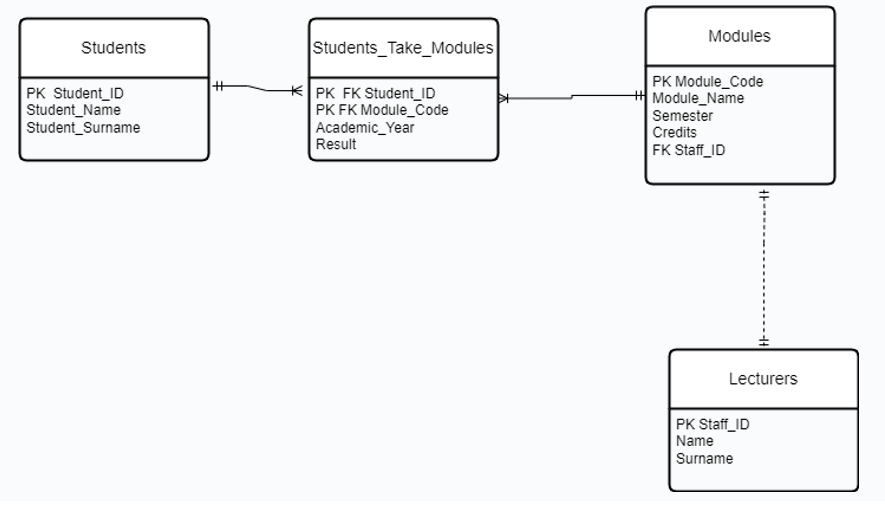 Students
PK  Student_ID
Student_Name
Student_Surname
Students_Take_Modules
PK  FK Student_ID
PK FK Module_Code
Academic_Year
Result
Modules
PK Module_Code
Module_Name
Semester
Credits
FK Staff_ID
Lecturers
PK Staff_ID
Name
Surname